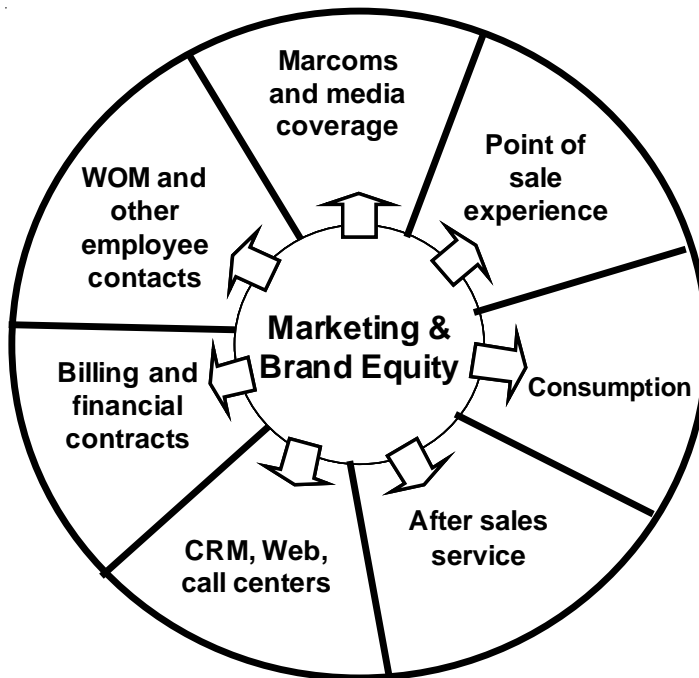 Marcoms
and media
coverage
Point of
sale
experience
WOM and
other
employee
contacts
Marketing &
Brand Equity
Consumption
Billing and
financial
contracts
After sales
service
CRM, Web,
call centers